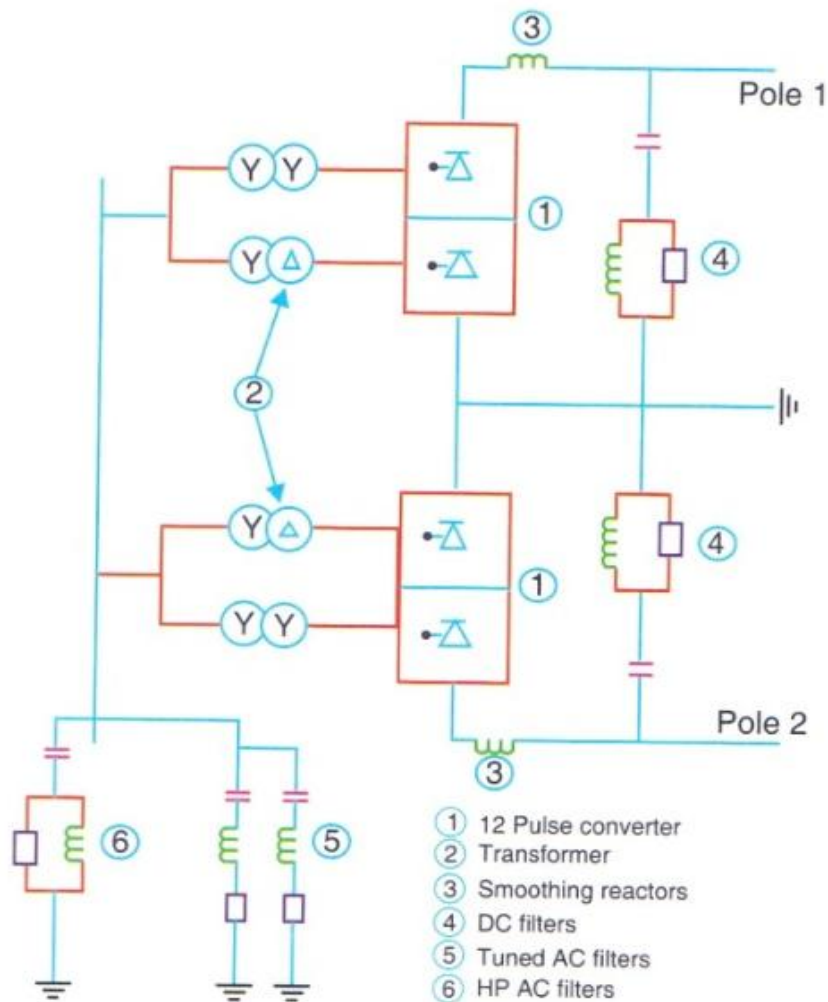 3
Pole 1
Y Y
1
Y Δ
4
2
Y Δ
4
1
Y Y
Pole 2
3
6
5
1 12 Pulse converter
2 Transformer
3 Smoothing reactors
4 DC filters
5 Tuned AC filters
6 HP AC filters